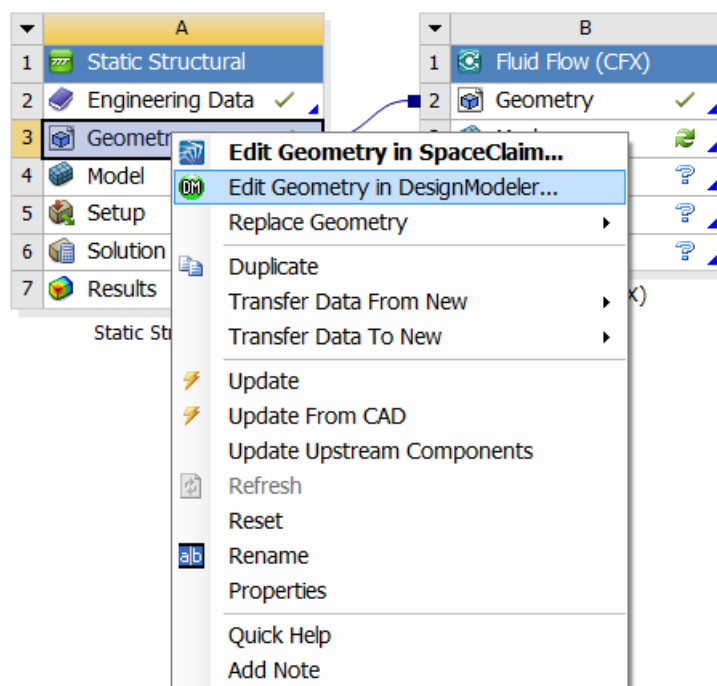 A
1 Static Structural
2 Engineering Data
3 Geometr
4 Model
5 Setup
6 Solution
7 Results
Static St
B
1 Fluid Flow (CFX)
2 Geometry
X)
Edit Geometry in SpaceClaim...
DM Edit Geometry in DesignModeler...
Replace Geometry
Duplicate
Transfer Data From New
Transfer Data To New
Update
Update From CAD
Update Upstream Components
Refresh
Reset
a|b Rename
Properties
Quick Help
Add Note